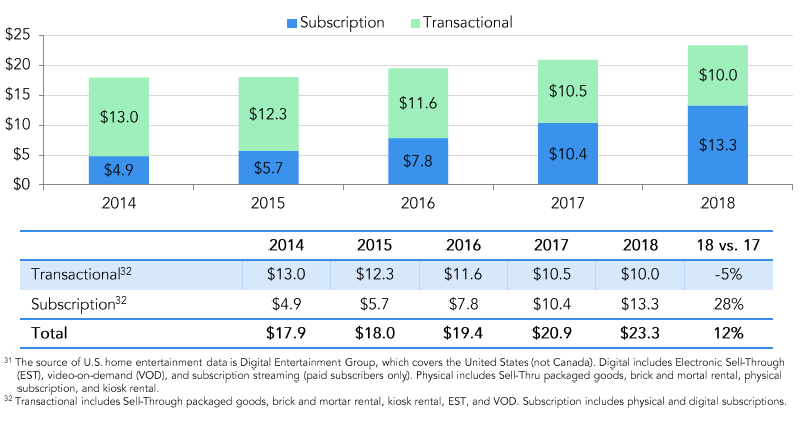 Subscription Transactional
$25
$20
$15
$10
$5
$0
$13.0 $12.3 $11.6 $10.5 $10.0
$4.9 $5.7 $7.8 $10.4 $13.3
2014 2015 2016 2017 2018
2014 2015 2016 2017 2018 18 vs. 17
Transactional32 $13.0 $12.3 $11.6 $10.5 $10.0 -5%
Subscription32 $4.9 $5.7 $7.8 $10.4 $13.3 28%
Total $17.9 $18.0 $19.4 $20.9 $23.3 12%
31 The source of U.S. home entertainment data is Digital Entertainment Group, which covers the United States (not Canada). Digital includes Electronic Sell-Through
(EST), video-on-demand (VOD), and subscription streaming (paid subscribers only). Physical includes Sell-Thru packaged goods, brick and mortal rental, physical
subscription, and kiosk rental.
32 Transactional includes Sell-Through packaged goods, brick and mortar rental, kiosk rental, EST, and VOD. Subscription includes physical and digital subscriptions.